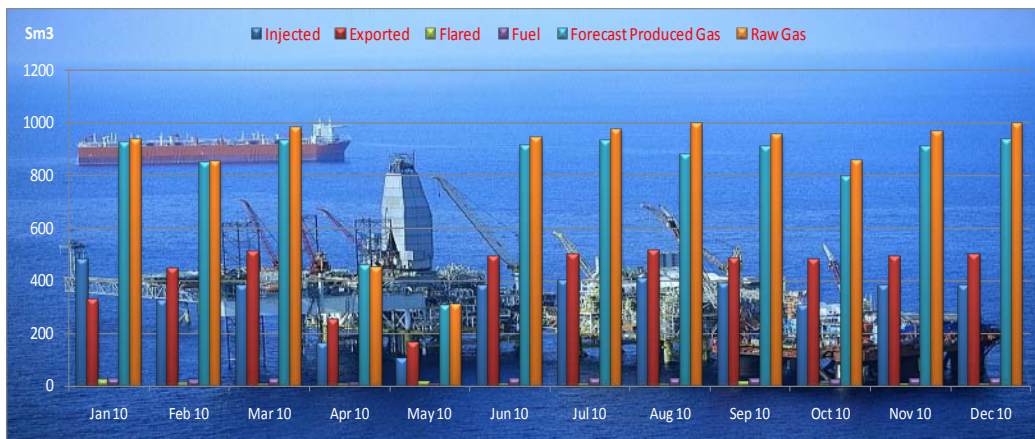 Sm3
Injected Exported Flared Fuel Forecast Produced Gas Raw Gas
1200
1000
800
600
400
200
0
Jan 10 Feb 10 Mar 10 Apr 10 May 10 Jun 10 Jul 10 Aug 10 Sep 10 Oct 10 Nov 10 Dec 10